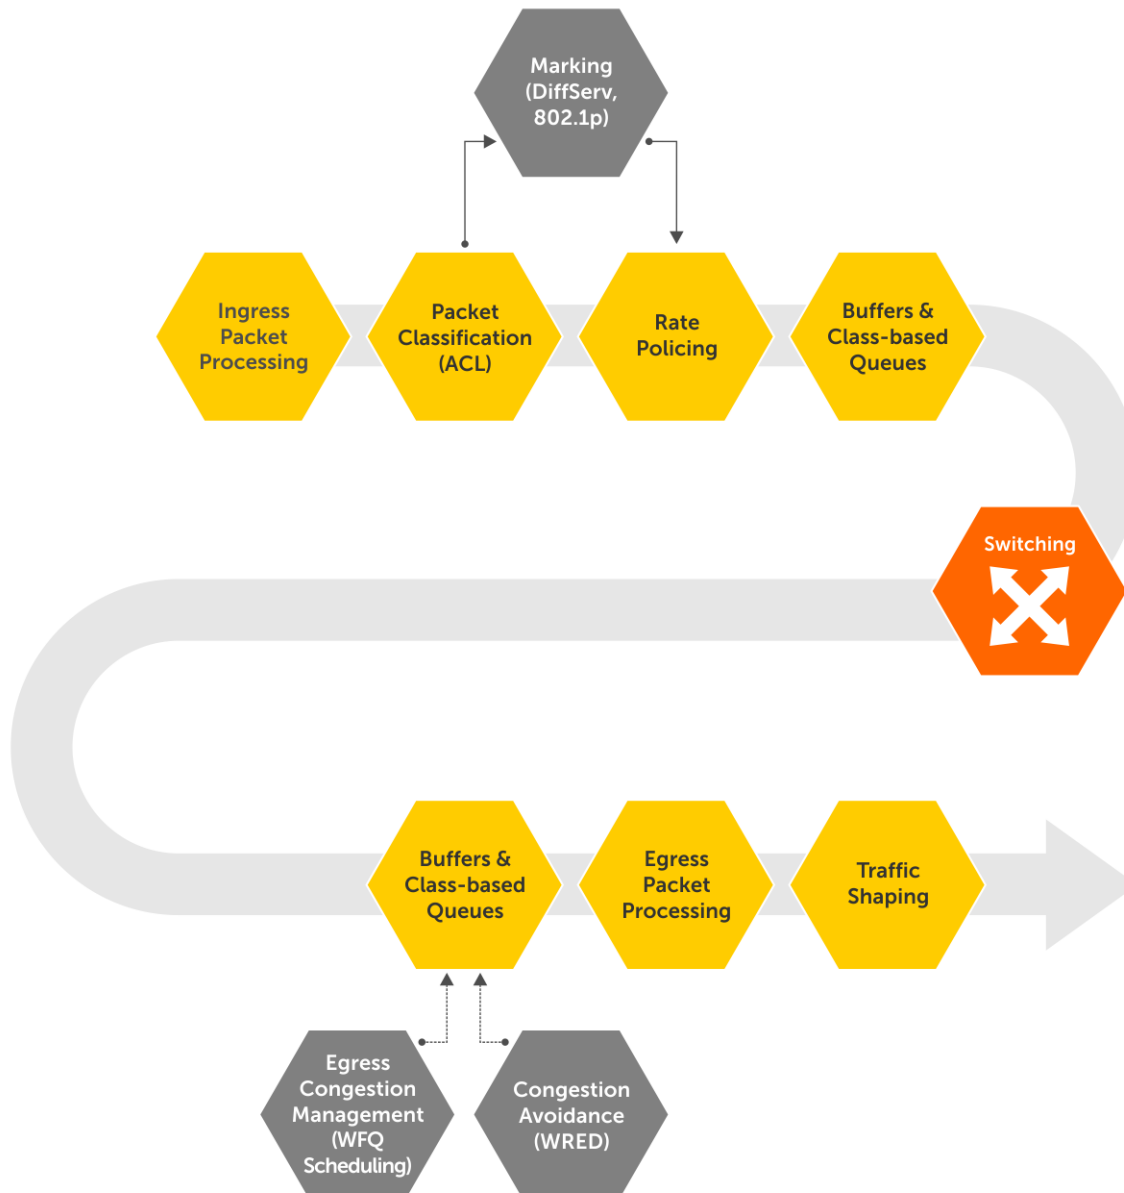 Marking
(DiffServ,
802.1p)
Ingress
Packet
Processing
Packet
Classification
(ACL)
Rate
Policing
Buffers &
Class-based
Queues
Switching
Buffers &
Class-based
Queues
Egress
Packet
Processing
Traffic
Shaping
Egress
Congestion
Management
(WFQ
Scheduling)
Congestion
Avoidance
(WRED)